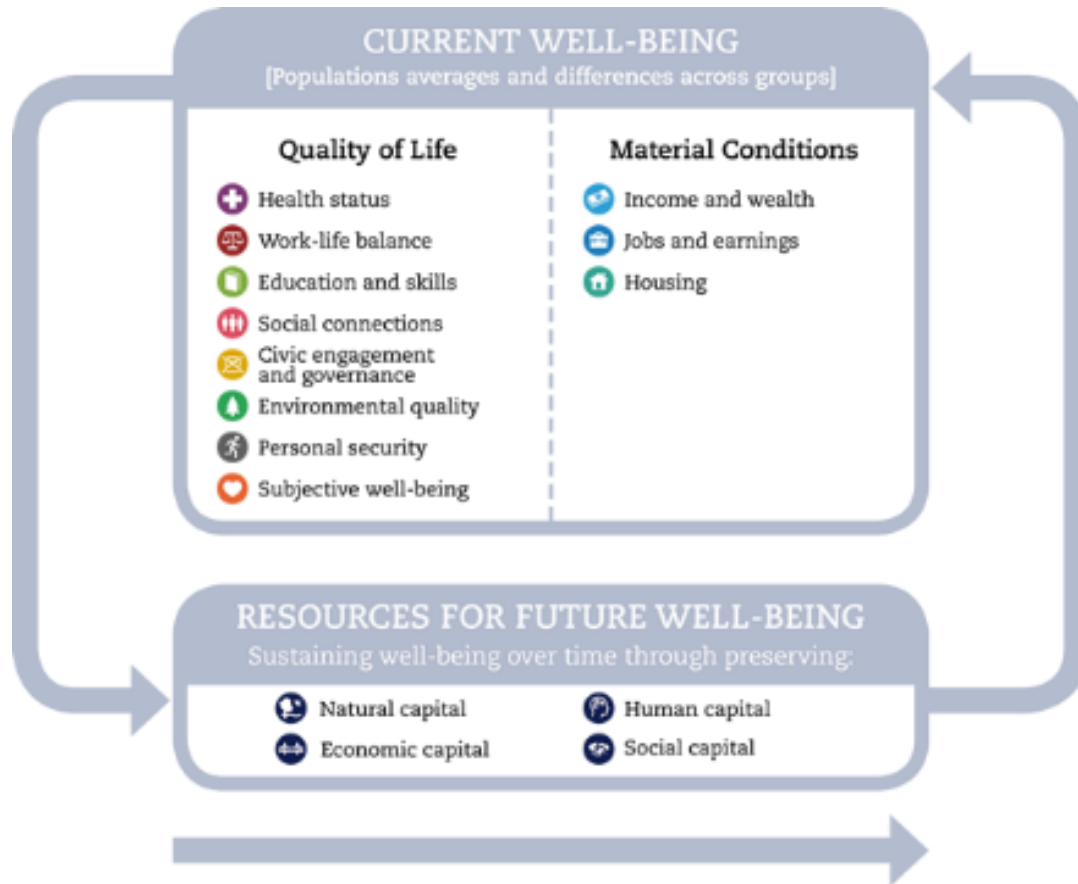 CURRENT WELL-BEING
[Populations averages and differences across groups]
Quality of Life
Health status
Work-life balance
Education and skills
Social connections
Civic engagement
and governance
Environmental quality
Personal security
Subjective well-being
Material Conditions
Income and wealth
Jobs and earnings
Housing
RESOURCES FOR FUTURE WELL-BEING
Sustaining well-being over time through preserving:
Natural capital
Human capital
Economic capital
Social capital